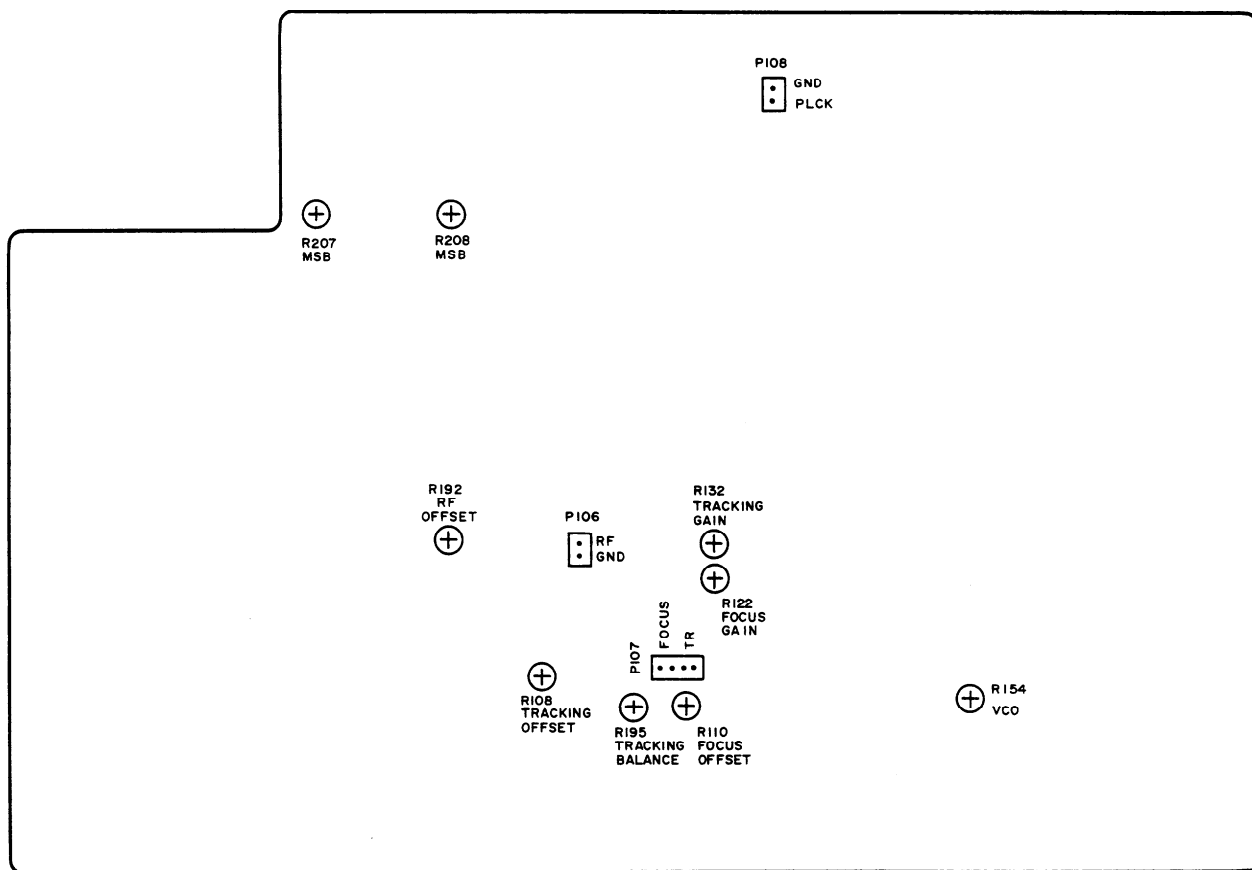 P108
GND
PLCK
R207
MSB
R208
MSB
R192
RF
OFFSET
P106
RF
GND
R132
TRACKING
GAIN
R122
FOCUS
GAIN
P107
FOCUS
TR
R108
TRACKING
OFFSET
R195
TRACKING
BALANCE
R110
FOCUS
OFFSET
R154
VCO